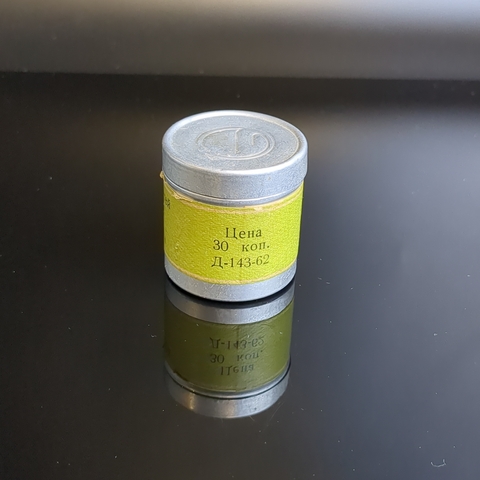 Цена
30 коп.
Д-143-62